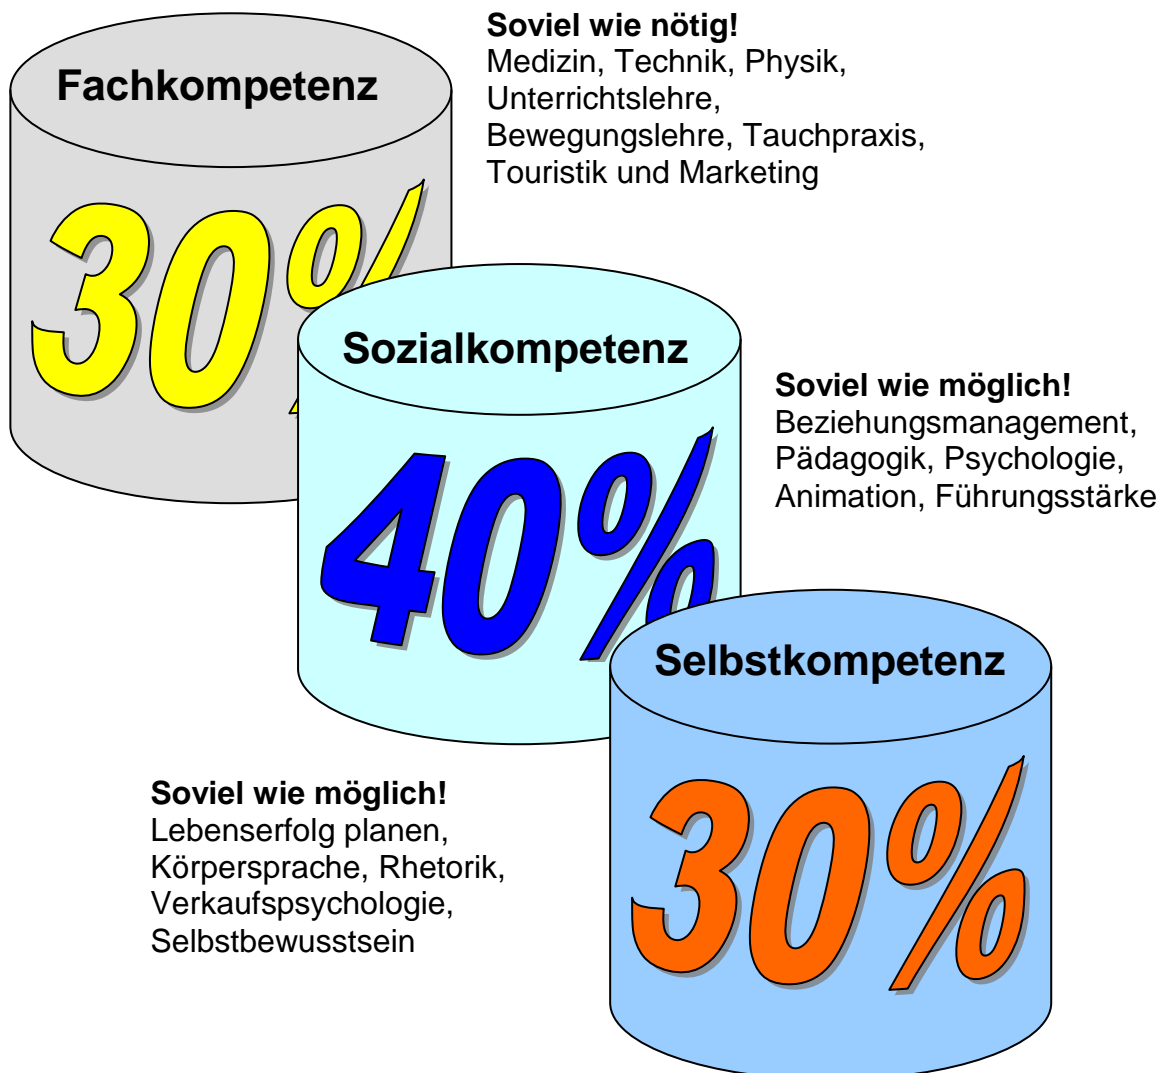 Fachkompetenz
30%
Soviel wie nötig!
Medizin, Technik, Physik,
Unterrichtslehre,
Bewegungslehre, Tauchpraxis,
Touristik und Marketing
Sozialkompetenz
40%
Soviel wie möglich!
Beziehungsmanagement,
Pädagogik, Psychologie,
Animation, Führungsstärke
Selbstkompetenz
30%
Soviel wie möglich!
Lebenserfolg planen,
Körpersprache, Rhetorik,
Verkaufspsychologie,
Selbstbewusstsein